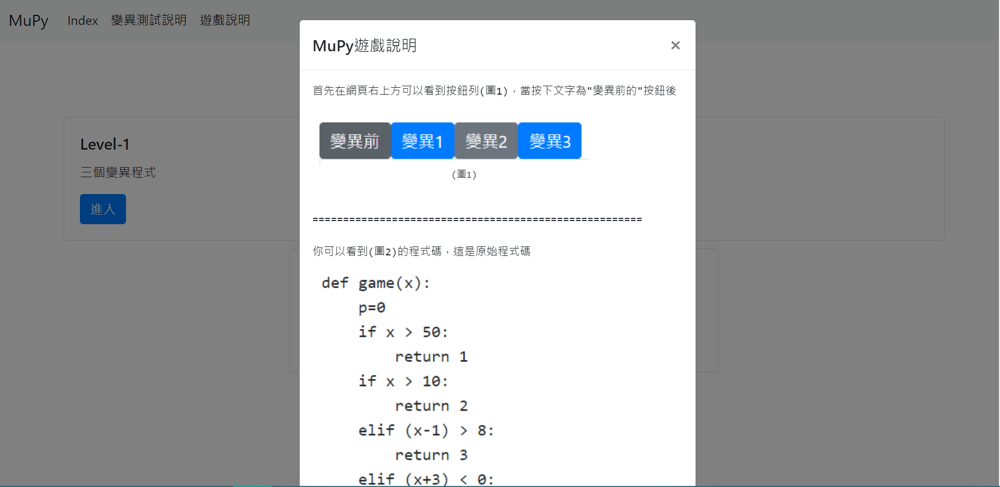 MuPy Index 變異測試說明 遊戲說明
MuPy遊戲說明 ×
首先在網頁右上方可以看到按鈕列(圖1)，當按下文字為"變異前的"按鈕後
變異前 變異1 變異2 變異3
(圖1)
======================================================
你可以看到(圖2)的程式碼，這是原始程式碼
def game(x):
    p=0
    if x > 50:
        return 1
    if x > 10:
        return 2
    elif (x-1) > 8:
        return 3
    elif (x+3) < 0:
Level-1
三個變異程式
進入